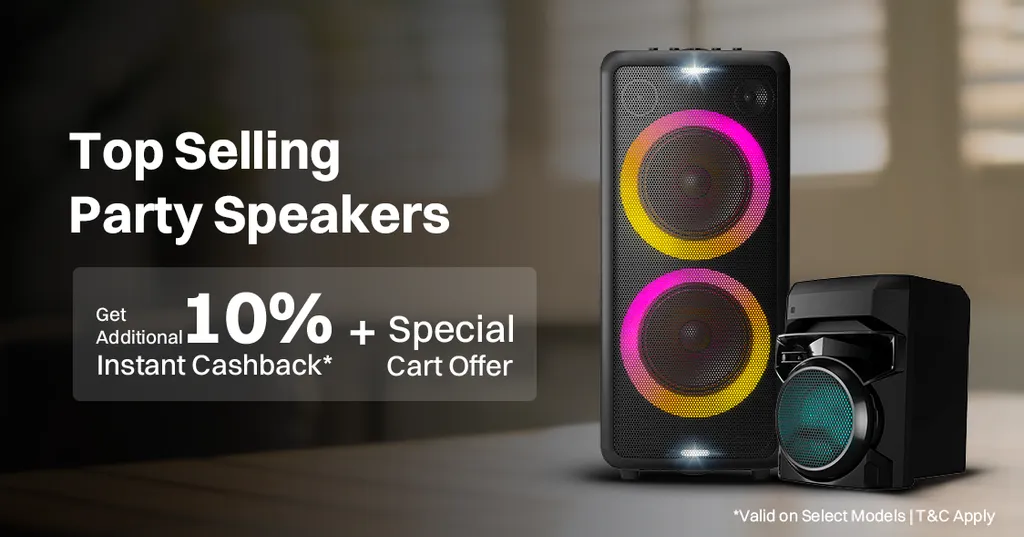 Top Selling
Party Speakers
Get
Additional 10%
Instant Cashback*
+ Special
Cart Offer
*Valid on Select Models | T&C Apply